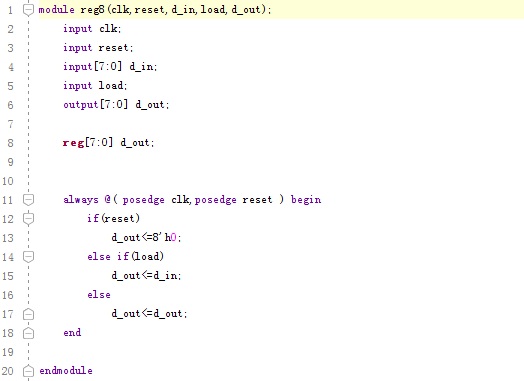 1 module reg8(clk,reset,d_in,load,d_out);
2 input clk;
3 input reset;
4 input[7:0] d_in;
5 input load;
6 output[7:0] d_out;
7
8 reg[7:0] d_out;
9
10
11 always @( posedge clk,posedge reset ) begin
12 if(reset)
13 d_out<=8'h0;
14 else if(load)
15 d_out<=d_in;
16 else
17 d_out<=d_out;
18 end
19
20 endmodule